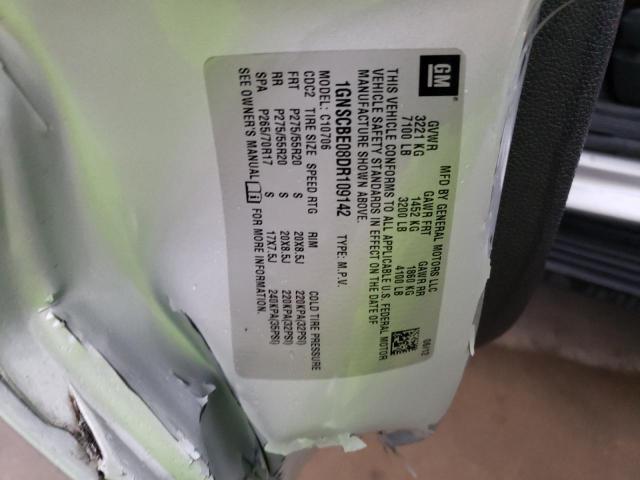 GM
MFD BY GENERAL MOTORS LLC
08/12
GVWR GAWR FRT GAWR RR
3221 KG 1452 KG 1860 KG
7100 LB 3200 LB 4100 LB
THIS VEHICLE CONFORMS TO ALL APPLICABLE U.S. FEDERAL MOTOR
VEHICLE SAFETY STANDARDS IN EFFECT ON THE DATE OF
MANUFACTURE SHOWN ABOVE.
1GNSCBE08DR109142 TYPE: M.P.V.
MODEL: C10706
CDC2 TIRE SIZE SPEED RTG RIM COLD TIRE PRESSURE
FRT P275/55R20 S 20X8.5J 220KPA(32PSI)
RR P275/55R20 S 20X8.5J 220KPA(32PSI)
SPA P265/70R17 S 17X7.5J 240KPA(35PSI)
SEE OWNER'S MANUAL FOR MORE INFORMATION.